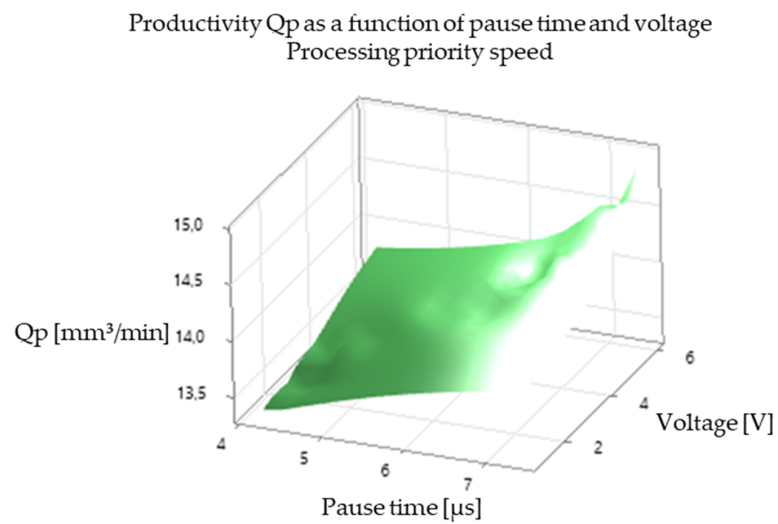 Productivity Qp as a function of pause time and voltage
Processing priority speed
15.0
14.5
Qp [mm³/min] 14.0
13.5
4
5
6
7
Pause time [µs]
2
4
6
Voltage [V]